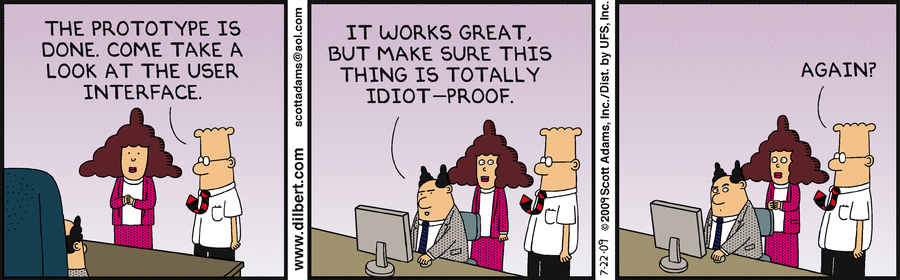 THE PROTOTYPE IS
DONE. COME TAKE A
LOOK AT THE USER
INTERFACE.
www.dilbert.com scottadams@aol.com
IT WORKS GREAT,
BUT MAKE SURE THIS
THING IS TOTALLY
IDIOT-PROOF.
7-22-09 ©2009 Scott Adams, Inc./Dist. by UFS, Inc.
AGAIN?